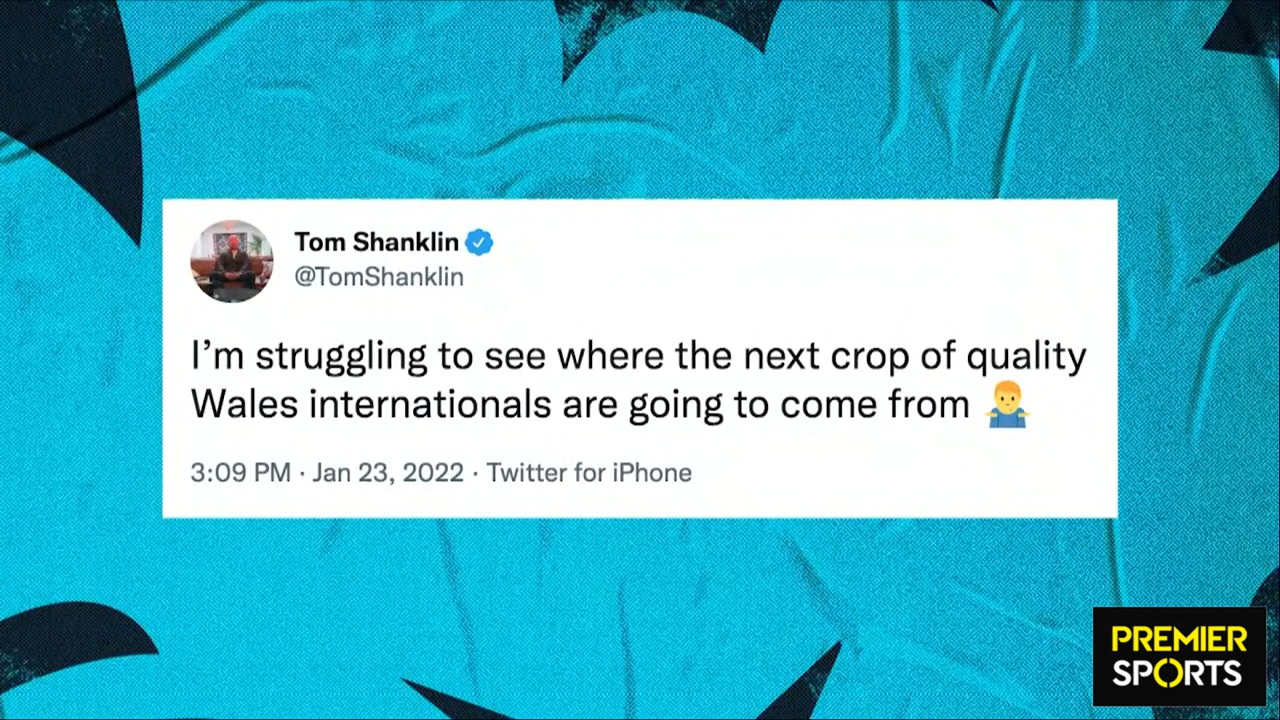 Tom Shanklin
@TomShanklin
I’m struggling to see where the next crop of quality
Wales internationals are going to come from 🤷‍♂️
3:09 PM · Jan 23, 2022 · Twitter for iPhone
PREMIER
SPORTS